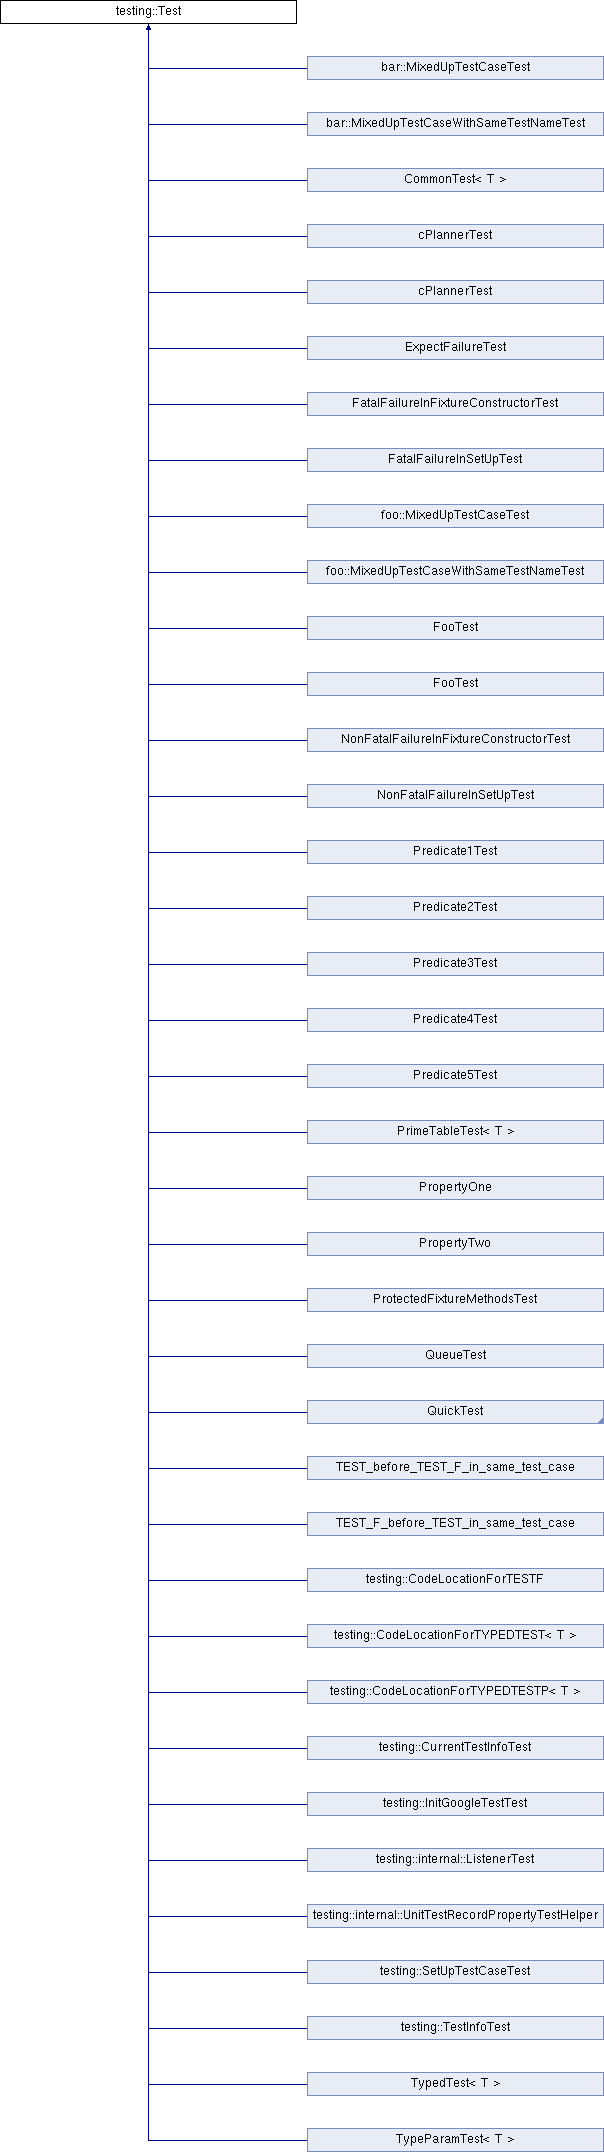 testing::Test
bar::MixedUpTestCaseTest
bar::MixedUpTestCaseWithSameTestNameTest
CommonTest< T >
cPlannerTest
cPlannerTest
ExpectFailureTest
FatalFailureInFixtureConstructorTest
FatalFailureInSetUpTest
foo::MixedUpTestCaseTest
foo::MixedUpTestCaseWithSameTestNameTest
FooTest
FooTest
NonFatalFailureInFixtureConstructorTest
NonFatalFailureInSetUpTest
Predicate1Test
Predicate2Test
Predicate3Test
Predicate4Test
Predicate5Test
PrimeTableTest< T >
PropertyOne
PropertyTwo
ProtectedFixtureMethodsTest
QueueTest
QuickTest
TEST_before_TEST_F_in_same_test_case
TEST_F_before_TEST_in_same_test_case
testing::CodeLocationForTESTF
testing::CodeLocationForTYPEDTEST< T >
testing::CodeLocationForTYPEDTESTP< T >
testing::CurrentTestInfoTest
testing::InitGoogleTestTest
testing::internal::ListenerTest
testing::internal::UnitTestRecordPropertyTestHelper
testing::SetUpTestCaseTest
testing::TestInfoTest
TypedTest< T >
TypeParamTest< T >